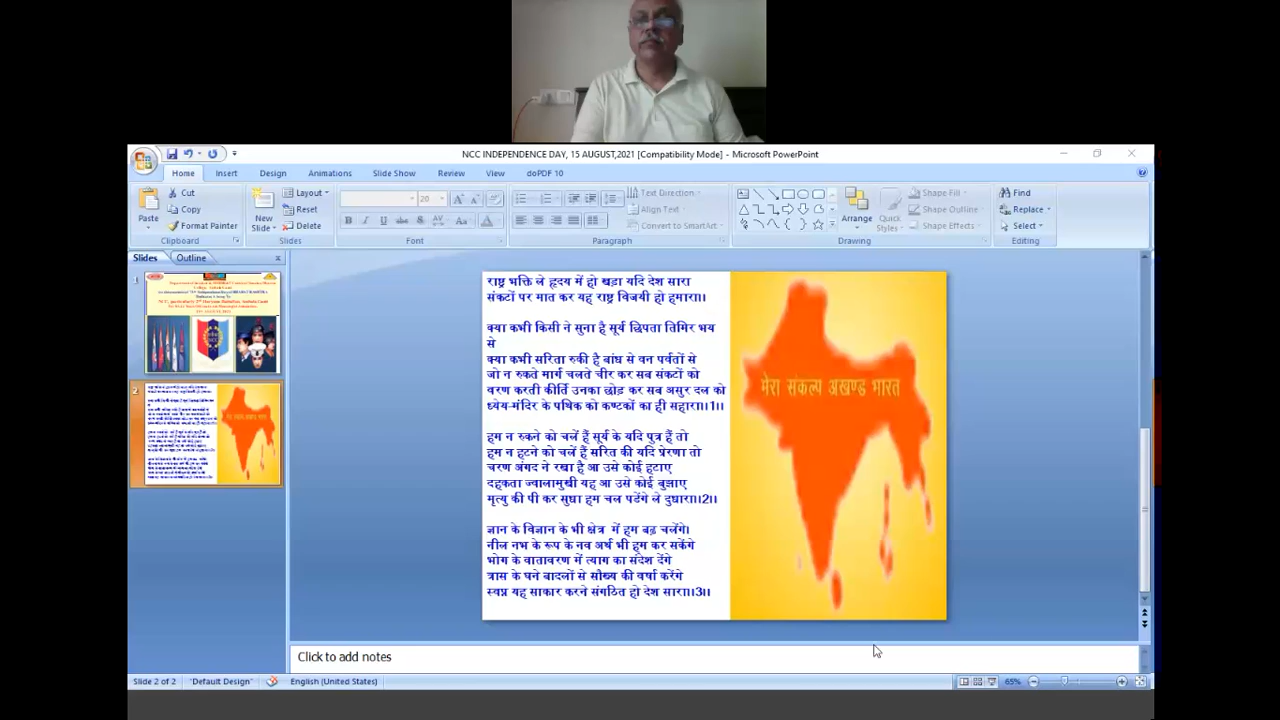 NCC INDEPENDENCE DAY, 15 AUGUST,2021 [Compatibility Mode] - Microsoft PowerPoint
Home Insert Design Animations Slide Show Review View doPDF 10
Cut
Copy
Format Painter
Paste
Clipboard
New
Slide
Layout
Reset
Delete
Slides
20
Font
Text Direction
Align Text
Convert to SmartArt
Paragraph
Arrange
Quick
Styles
Shape Fill
Shape Outline
Shape Effects
Drawing
Find
Replace
Select
Editing
Slides Outline
1
2
राष्ट्र भक्ति ले हृदय में हो खड़ा यदि देश सारा
संकटों पर मात कर यह राष्ट्र विजयी हो हमारा।।
क्या कभी किसी ने सुना है सूर्य छिपता तिमिर भय
से
क्या कभी सरिता रुकी है बांध से वन पर्वतों से
जो न रुकते मार्ग चलते चीर कर सब संकटों को
वरण करती कीर्ति उनका छोड़ कर सब असुर दल को
ध्येय-मंदिर के पथिक को कण्टकों का ही सहारा।।1।।
हम न रुकने को चलें हैं सूर्य के यदि पुत्र हैं तो
हम न हटने को चलें हैं सरित की यदि प्रेरणा तो
चरण अंगद ने रखा है आ उसे कोई हटाए
दहकता ज्वालामुखी यह आ उसे कोई बुझाए
मृत्यु की पी कर सुधा हम चल पटेंगे ले दुधारा।।2।।
ज्ञान के विज्ञान के भी क्षेत्र में हम बढ़ चलेंगे।
नील नभ के रूप के नव अर्थ भी हम कर सकेंगे
भोग के वातावरण में त्याग का संदेश देंगे
त्रास के घने बादलों से सौख्य की वर्षा करेंगे
स्वप्न यह साकार करने संगठित हो देश सारा।।3।।
मेरा संकल्प अखण्ड भारत
Click to add notes
Slide 2 of 2 "Default Design" English (United States) 65%